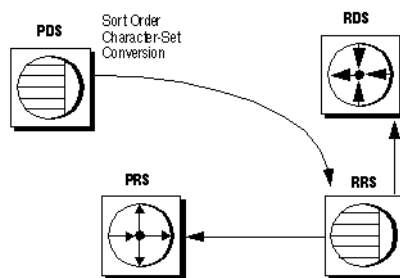 PDS
Sort Order
Character-Set
Conversion
RDS
PRS
RRS